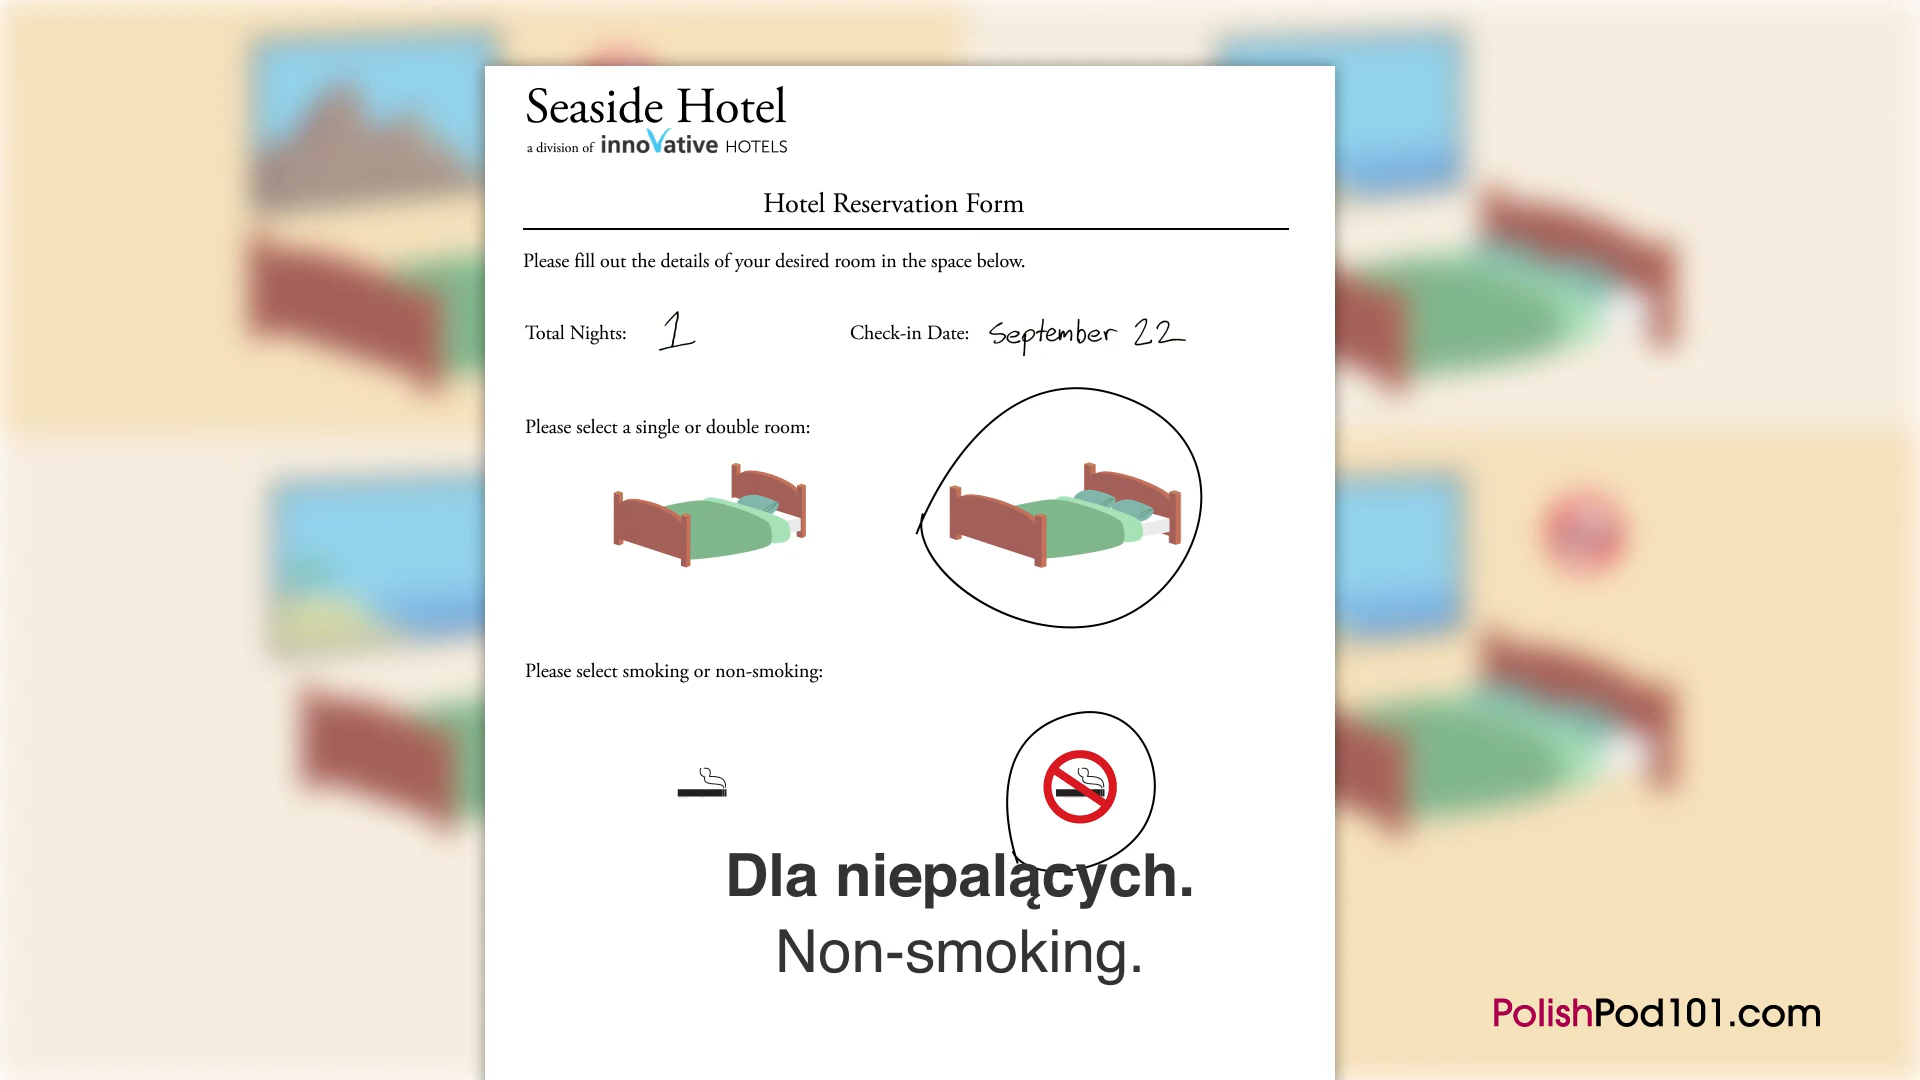 Seaside Hotel
a division of innoVative HOTELS
Hotel Reservation Form
Please fill out the details of your desired room in the space below.
Total Nights: 1 Check-in Date: September 22
Please select a single or double room:
Please select smoking or non-smoking:
Dla niepalących.
Non-smoking.
PolishPod101.com